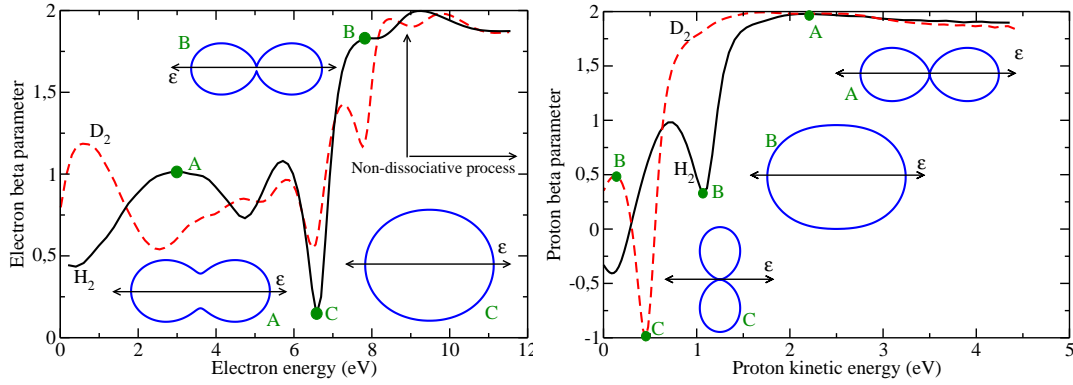 Electron beta parameter
2
1.5
1
0.5
0
0
2
4
6
8
10
12
Electron energy (eV)
B
ε
D2
A
H2
B
Non-dissociative process
ε
A
C
ε
C
Proton beta parameter
2
1.5
1
0.5
0
-0.5
-1
0
1
2
3
4
5
Proton kinetic energy (eV)
D2
A
ε
A
B
B
ε
H2
B
ε
C
C